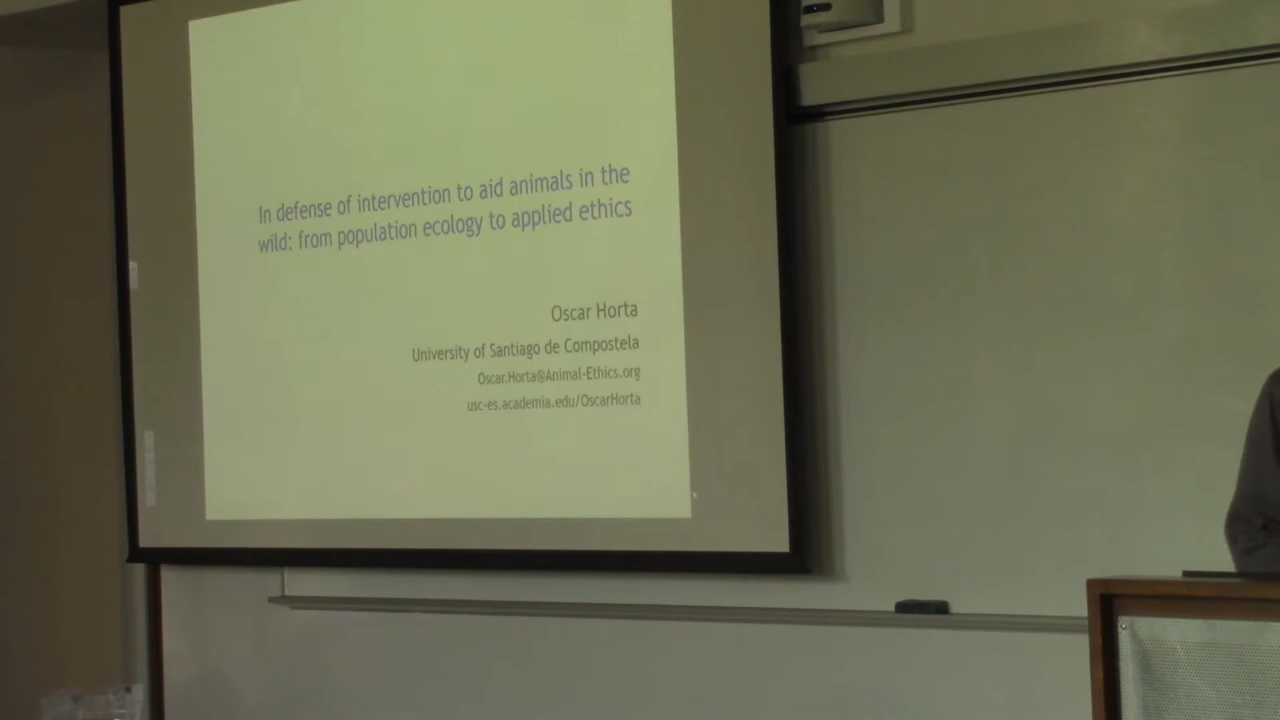 In defense of intervention to aid animals in the
wild: from population ecology to applied ethics
Oscar Horta
University of Santiago de Compostela
Oscar.Horta@Animal-Ethics.org
usc-es.academia.edu/OscarHorta